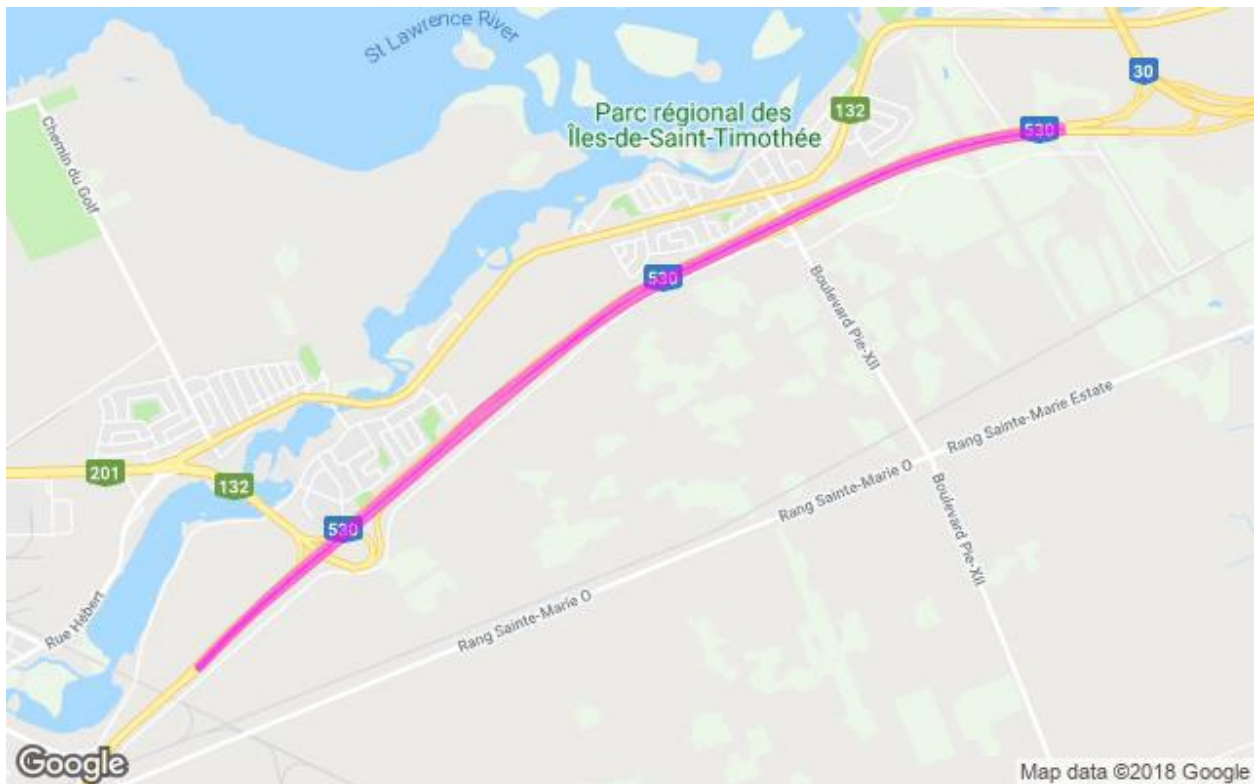 St Lawrence River
30
Chemin du Golf
132
Parc régional des
Îles-de-Saint-Timothée
530
530
Boulevard Pie-XII
Rang Sainte-Marie Estate
201
132
Rang Sainte-Marie O
Boulevard Pie-XII
530
Rue Hébert
Rang Sainte-Marie O
Google
Map data ©2018 Google